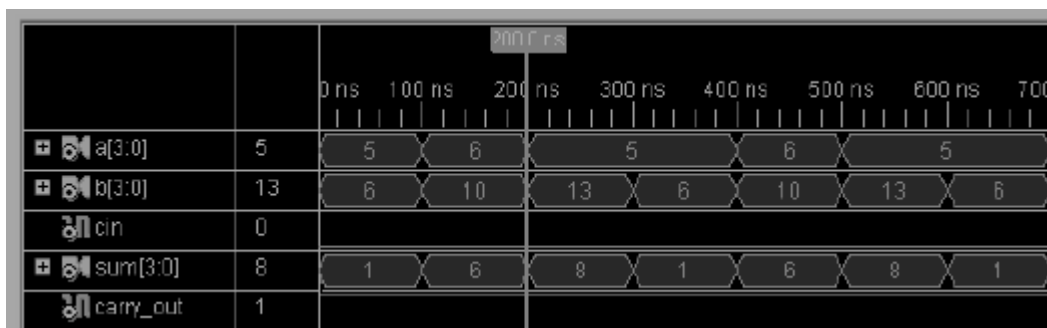 200.0 ns
0 ns 100 ns 200 ns 300 ns 400 ns 500 ns 600 ns 700
a[3:0] 5 5 6 5 6 5
b[3:0] 13 6 10 13 6 10 13 6
cin 0
sum[3:0] 8 1 6 8 1 6 8 1
carry_out 1